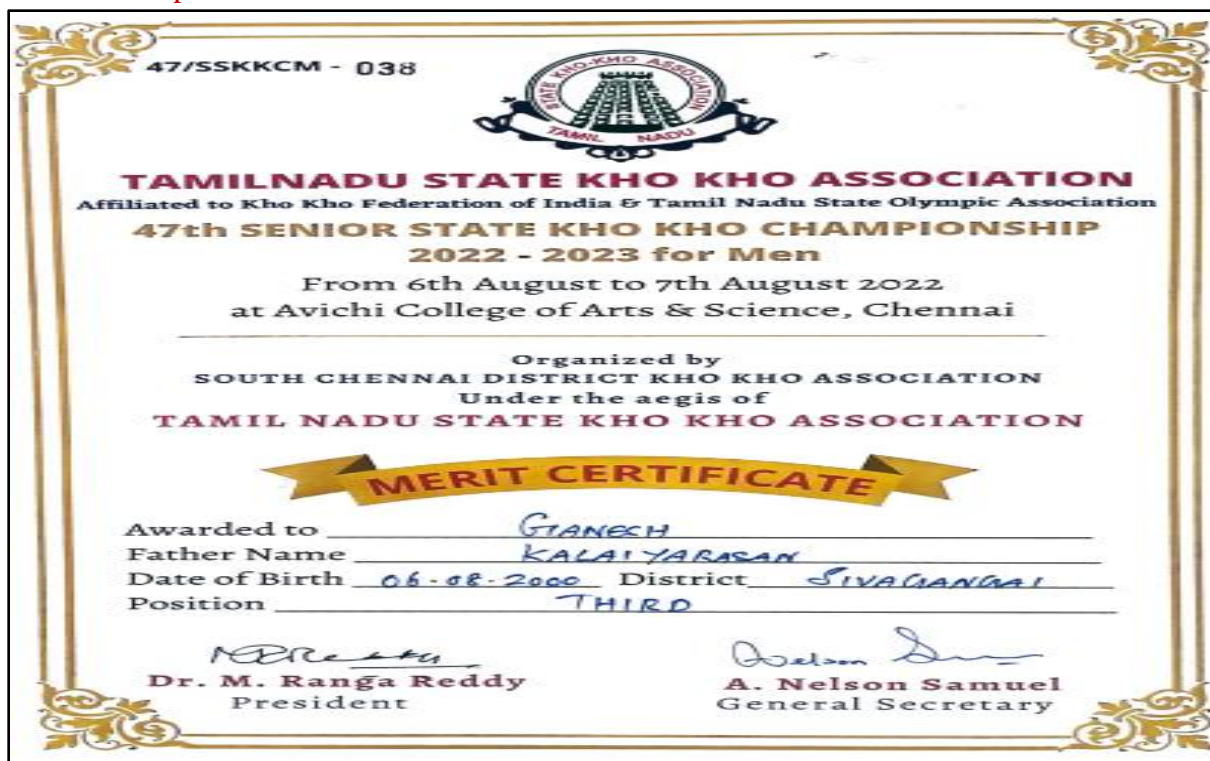 47/SSKKCM - 038
STATE KHO-KHO ASSOCIATION
TAMIL NADU
TAMILNADU STATE KHO KHO ASSOCIATION
Affiliated to Kho Kho Federation of India & Tamil Nadu State Olympic Association
47th SENIOR STATE KHO KHO CHAMPIONSHIP
2022 - 2023 for Men
From 6th August to 7th August 2022
at Avichi College of Arts & Science, Chennai
Organized by
SOUTH CHENNAI DISTRICT KHO KHO ASSOCIATION
Under the aegis of
TAMIL NADU STATE KHO KHO ASSOCIATION
MERIT CERTIFICATE
Awarded to GANESH
Father Name KALAIYARASAN
Date of Birth 06-08-2000 District SIVAGANGAI
Position THIRD
Dr. M. Ranga Reddy
President
A. Nelson Samuel
General Secretary